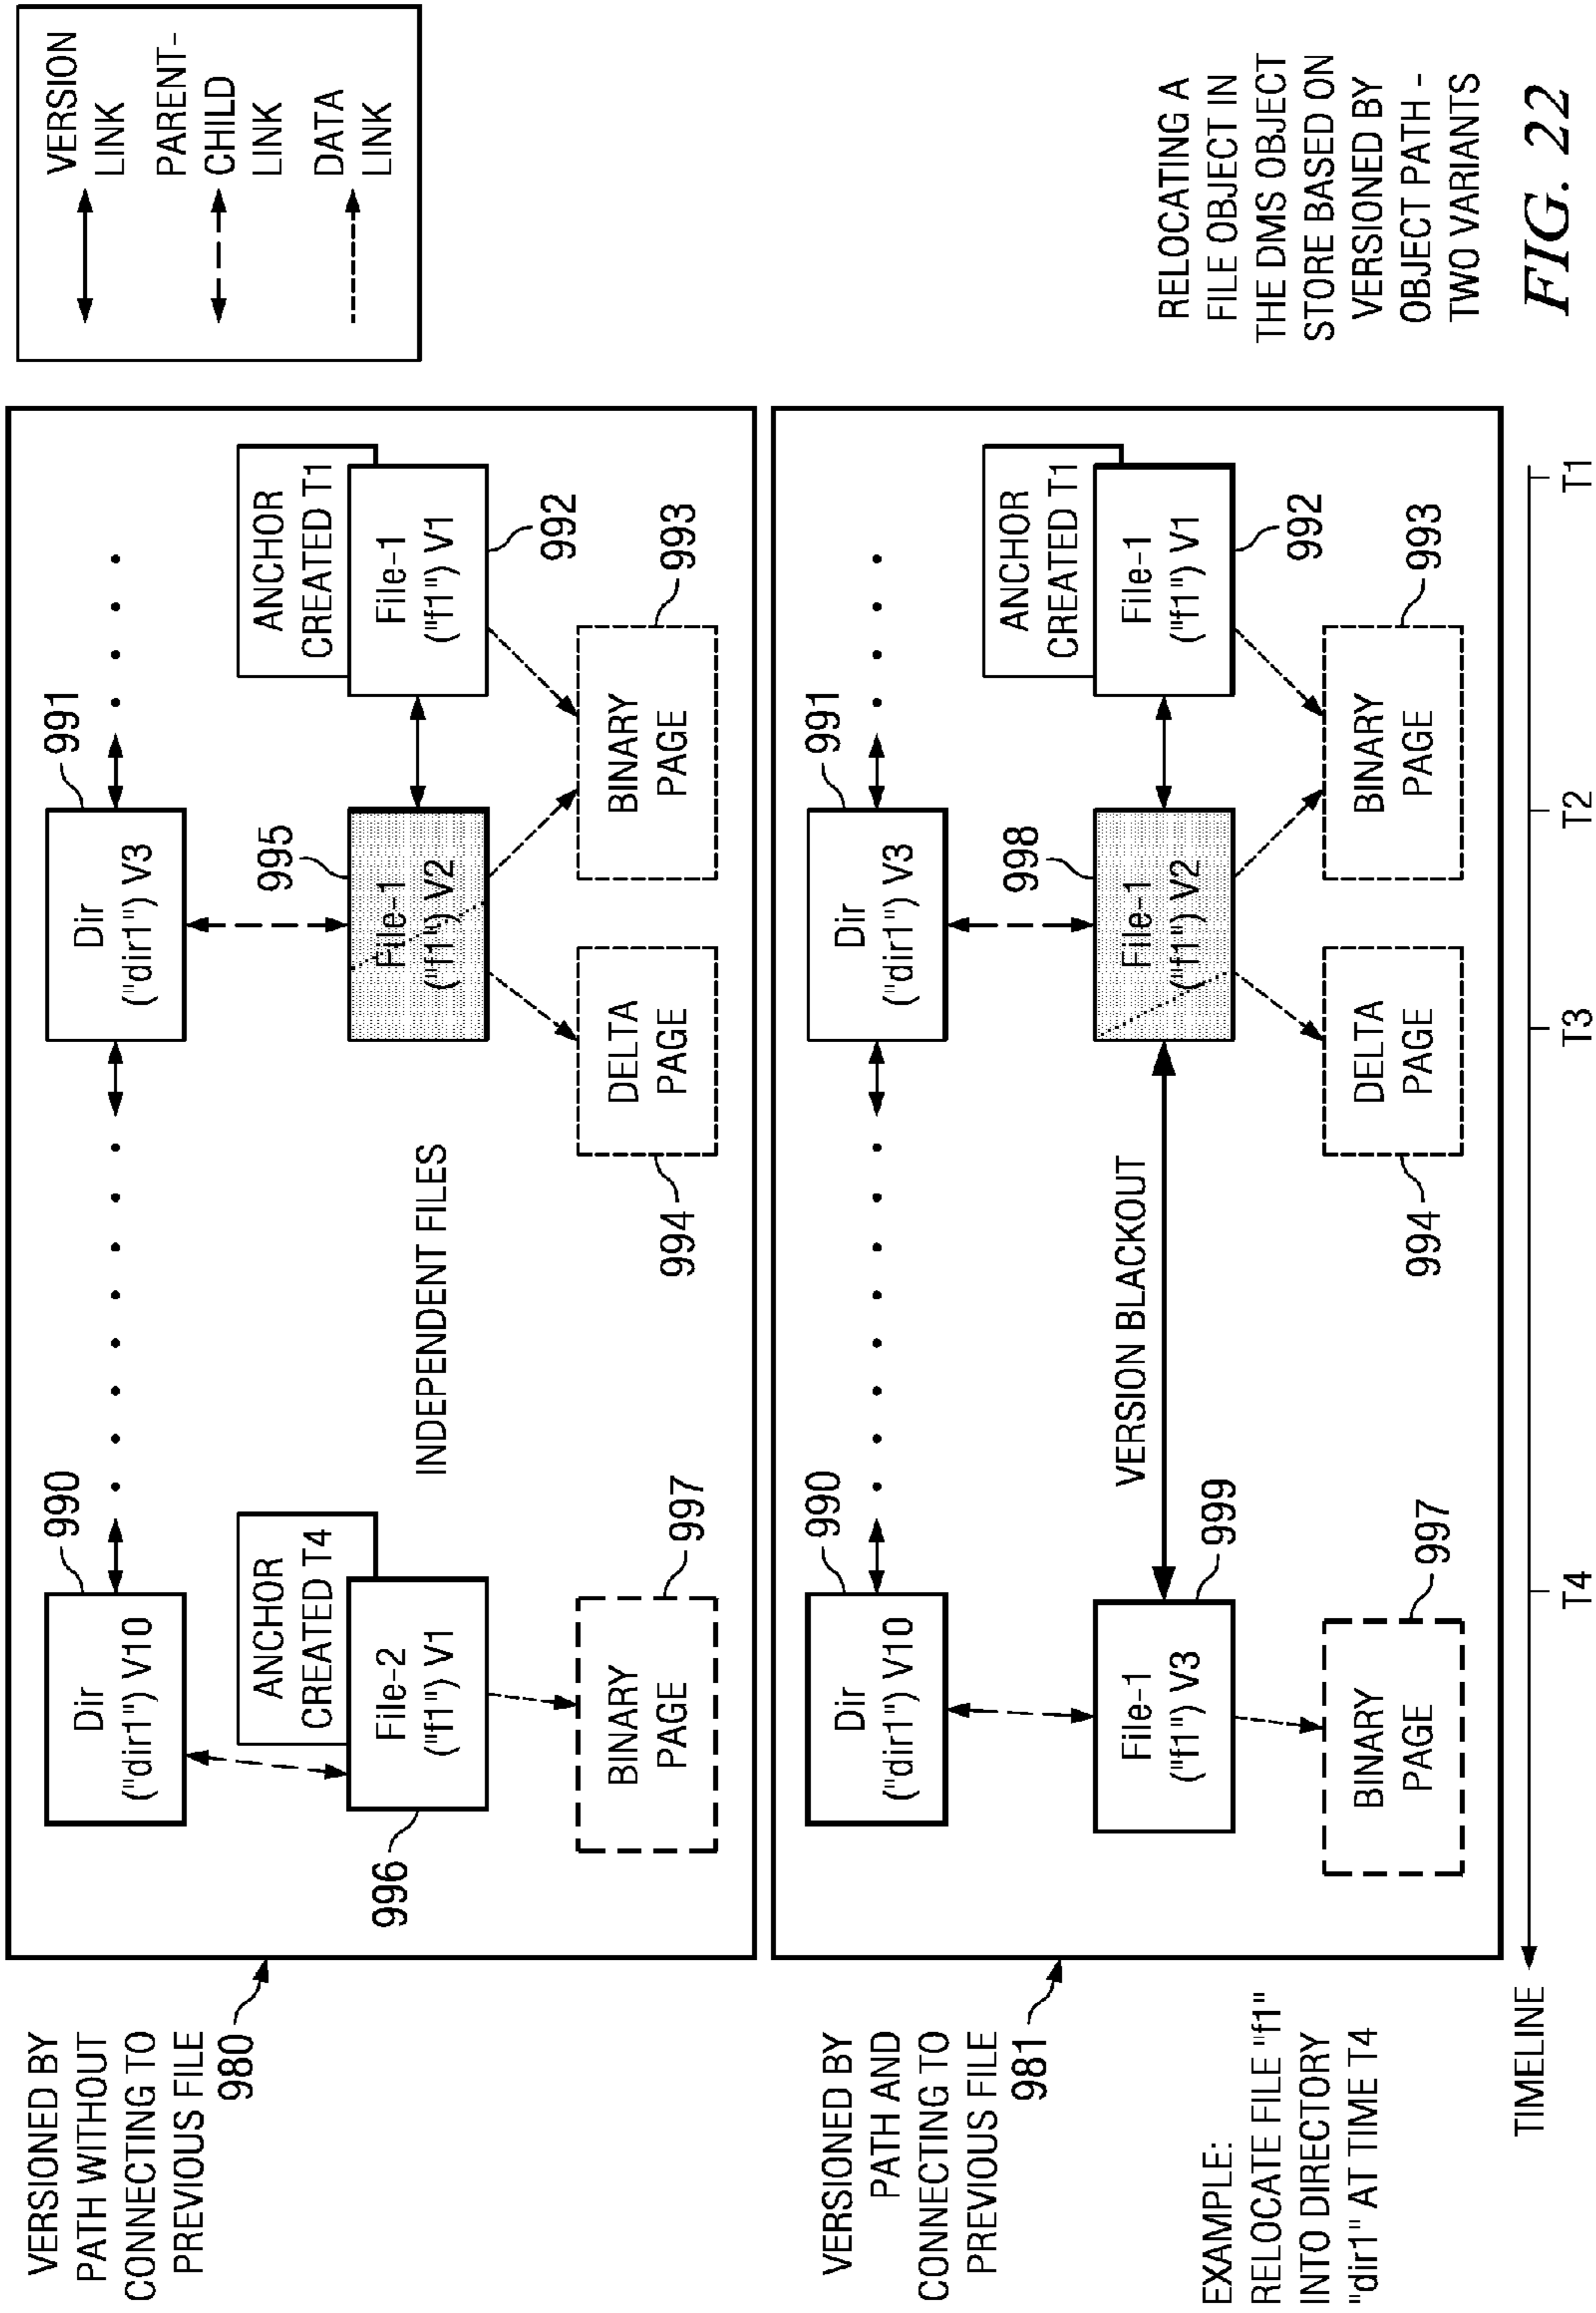 VERSIONED BY
PATH WITHOUT
CONNECTING TO
PREVIOUS FILE
980
990
Dir
("dir1") V10
ANCHOR
CREATED T4
File-2
("f1") V1
996
BINARY
PAGE
997
INDEPENDENT FILES
991
Dir
("dir1") V3
995
File-1
("f1") V2
DELTA
PAGE
994
ANCHOR
CREATED T1
File-1
("f1") V1
992
BINARY
PAGE
993
VERSION
LINK
PARENT-
CHILD
LINK
DATA
LINK
VERSIONED BY
PATH AND
CONNECTING TO
PREVIOUS FILE
981
990
Dir
("dir1") V10
File-1
("f1") V3
999
BINARY
PAGE
997
VERSION BLACKOUT
991
Dir
("dir1") V3
998
File-1
("f1") V2
DELTA
PAGE
994
ANCHOR
CREATED T1
File-1
("f1") V1
992
BINARY
PAGE
993
EXAMPLE:
RELOCATE FILE "f1"
INTO DIRECTORY
"dir1" AT TIME T4
TIMELINE
T4
T3
T2
T1
RELOCATING A
FILE OBJECT IN
THE DMS OBJECT
STORE BASED ON
VERSIONED BY
OBJECT PATH -
TWO VARIANTS
FIG. 22